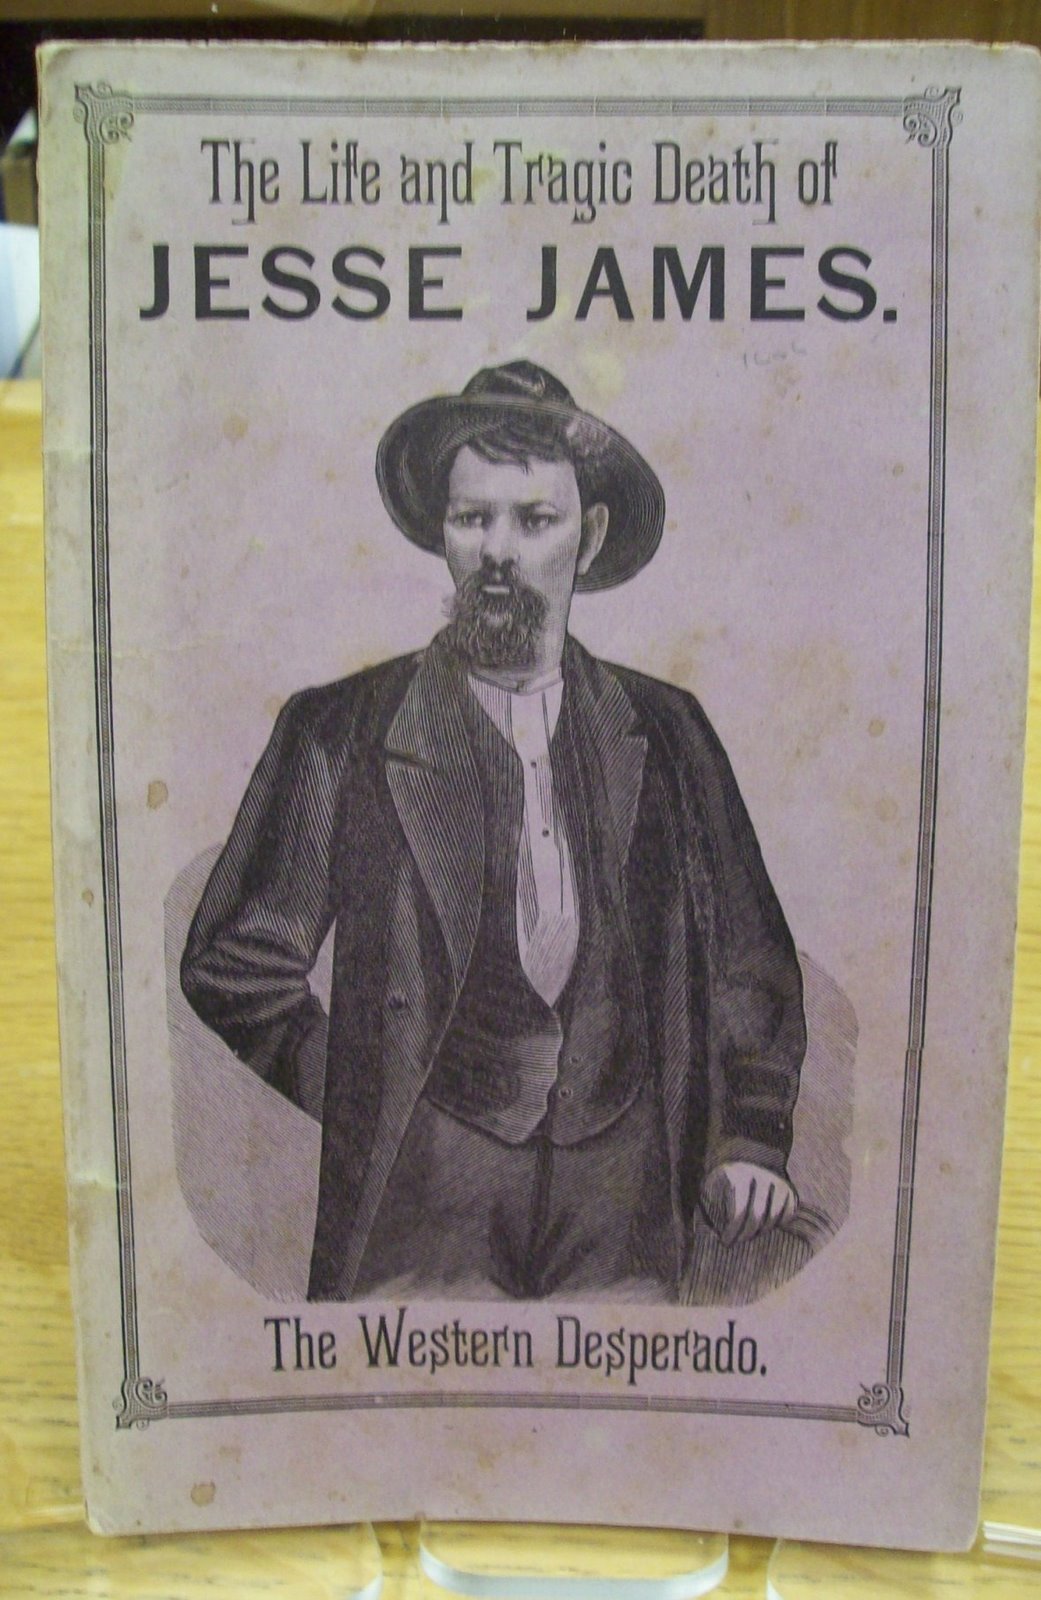 The Life and Tragic Death of
JESSE JAMES.
The Western Desperado.